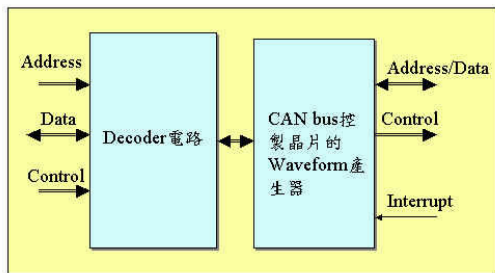 Address
Data
Control
Decoder電路
CAN bus控
製晶片的
Waveform產
生器
Address/Data
Control
Interrupt